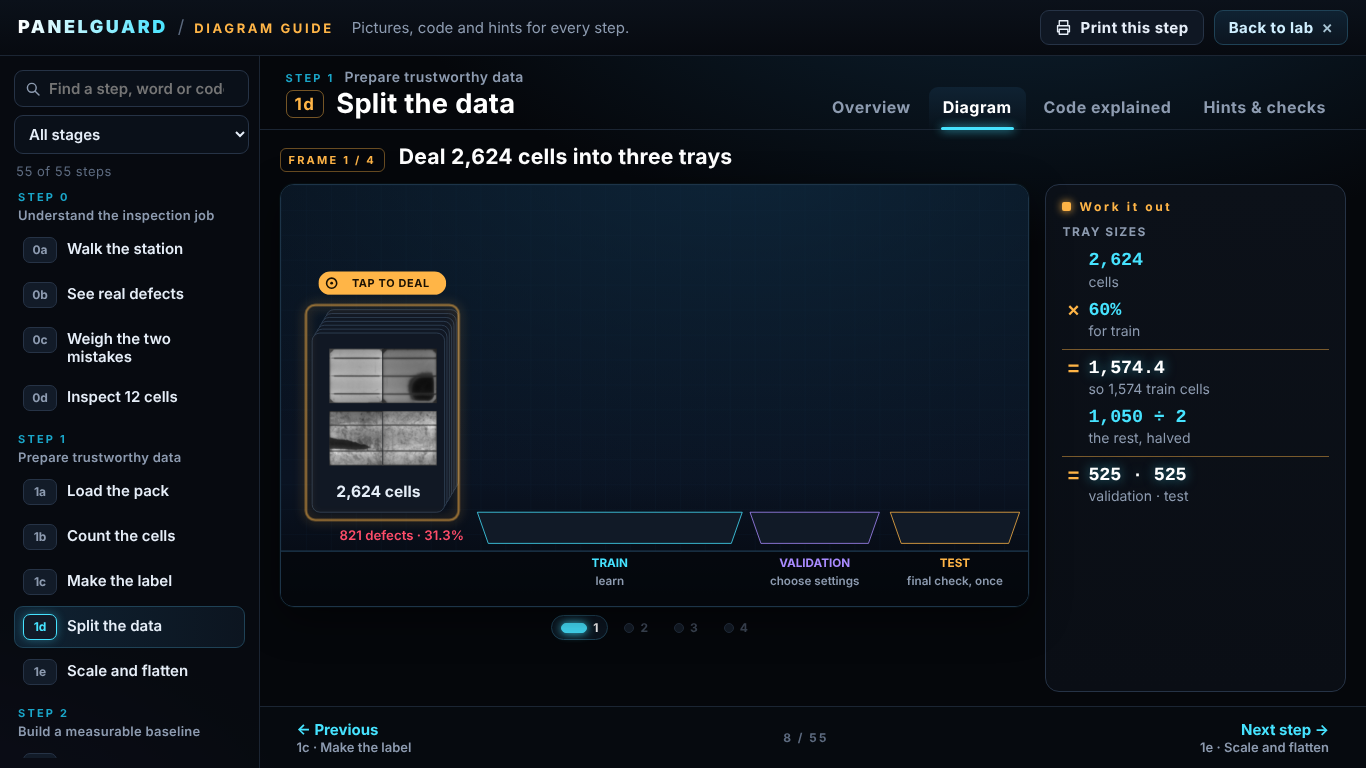 PANELGUARD / DIAGRAM GUIDE Pictures, code and hints for every step.
Print this step
Back to lab ×
Find a step, word or cod
All stages
55 of 55 steps
STEP 0
Understand the inspection job
0a Walk the station
0b See real defects
0c Weigh the two mistakes
0d Inspect 12 cells
STEP 1
Prepare trustworthy data
1a Load the pack
1b Count the cells
1c Make the label
1d Split the data
1e Scale and flatten
STEP 2
Build a measurable baseline
STEP 1 Prepare trustworthy data
1d Split the data
Overview
Diagram
Code explained
Hints & checks
FRAME 1 / 4 Deal 2,624 cells into three trays
TAP TO DEAL
2,624 cells
821 defects · 31.3%
TRAIN
learn
VALIDATION
choose settings
TEST
final check, once
1 2 3 4
Work it out
TRAY SIZES
2,624
cells
× 60%
for train
= 1,574.4
so 1,574 train cells
1,050 ÷ 2
the rest, halved
= 525 · 525
validation · test
← Previous
1c · Make the label
8 / 55
Next step →
1e · Scale and flatten